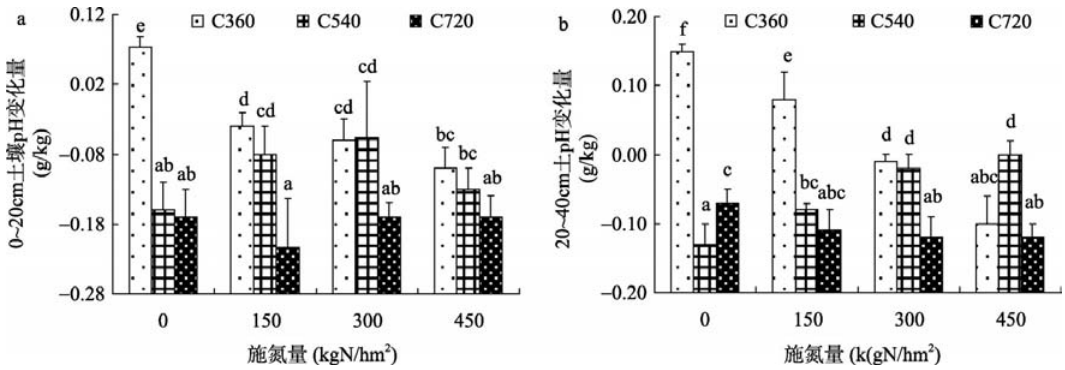 a
C360 C540 C720
0~20cm土壤pH变化量
(g/kg)
0.12
0.02
−0.08
−0.18
−0.28
e
ab
ab
d
cd
a
cd
cd
ab
bc
bc
ab
0 150 300 450
施氮量 (kgN/hm²)
b
C360 C540 C720
20~40cm土pH变化量
(g/kg)
0.20
0.10
0.00
−0.10
−0.20
f
a
c
e
bc
abc
d
d
ab
abc
d
ab
0 150 300 450
施氮量 (k(gN/hm²)